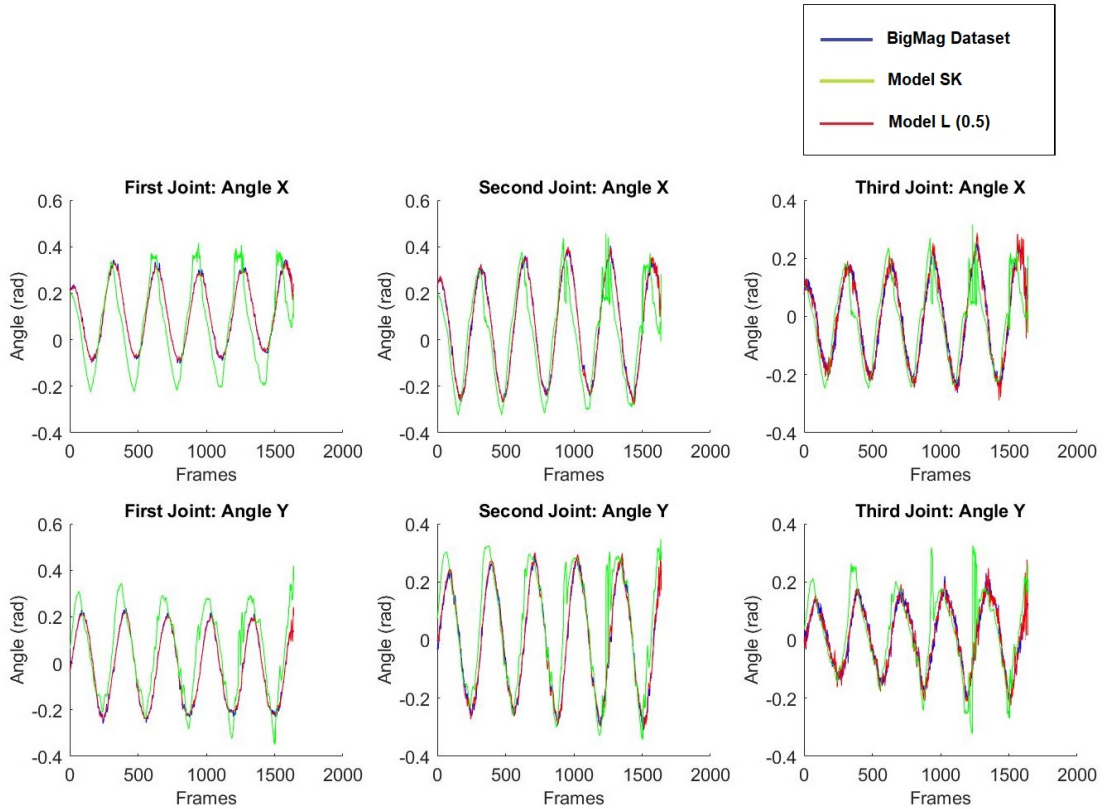 BigMag Dataset
Model SK
Model L (0.5)
First Joint: Angle X
Second Joint: Angle X
Third Joint: Angle X
0.6
0.4
0.2
0
-0.2
-0.4
Angle (rad)
0 500 1000 1500 2000
Frames
0.6
0.4
0.2
0
-0.2
-0.4
Angle (rad)
0 500 1000 1500 2000
Frames
0.4
0.2
0
-0.2
-0.4
Angle (rad)
0 500 1000 1500 2000
Frames
First Joint: Angle Y
Second Joint: Angle Y
Third Joint: Angle Y
0.6
0.4
0.2
0
-0.2
-0.4
Angle (rad)
0 500 1000 1500 2000
Frames
0.4
0.2
0
-0.2
-0.4
Angle (rad)
0 500 1000 1500 2000
Frames
0.4
0.2
0
-0.2
-0.4
Angle (rad)
0 500 1000 1500 2000
Frames